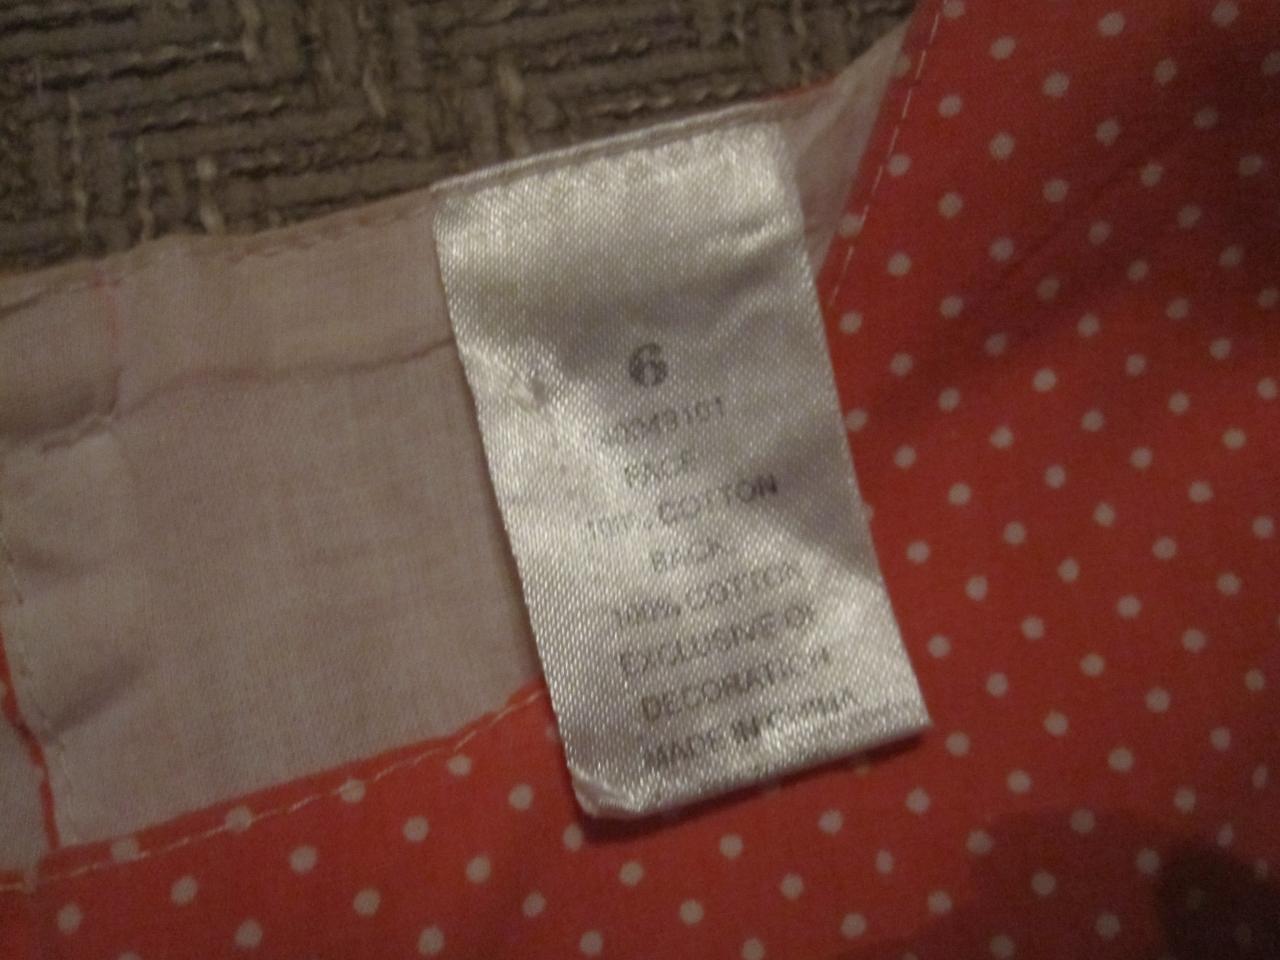 6
FACE
100% COTTON
BACK
100% COTTON
EXCLUSIVE OF
DECORATION
MADE IN CHINA